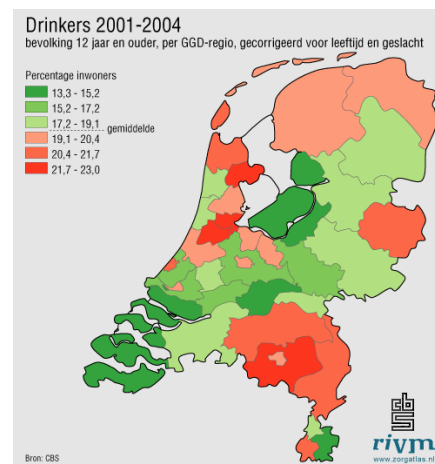 Drinkers 2001-2004
bevolking 12 jaar en ouder, per GGD-regio, gecorrigeerd voor leeftijd en geslacht
Percentage inwoners
13,3 - 15,2
15,2 - 17,2
17,2 - 19,1
gemiddelde
19,1 - 20,4
20,4 - 21,7
21,7 - 23,0
cbs
rivm
Bron: CBS
www.zorgatlas.nl